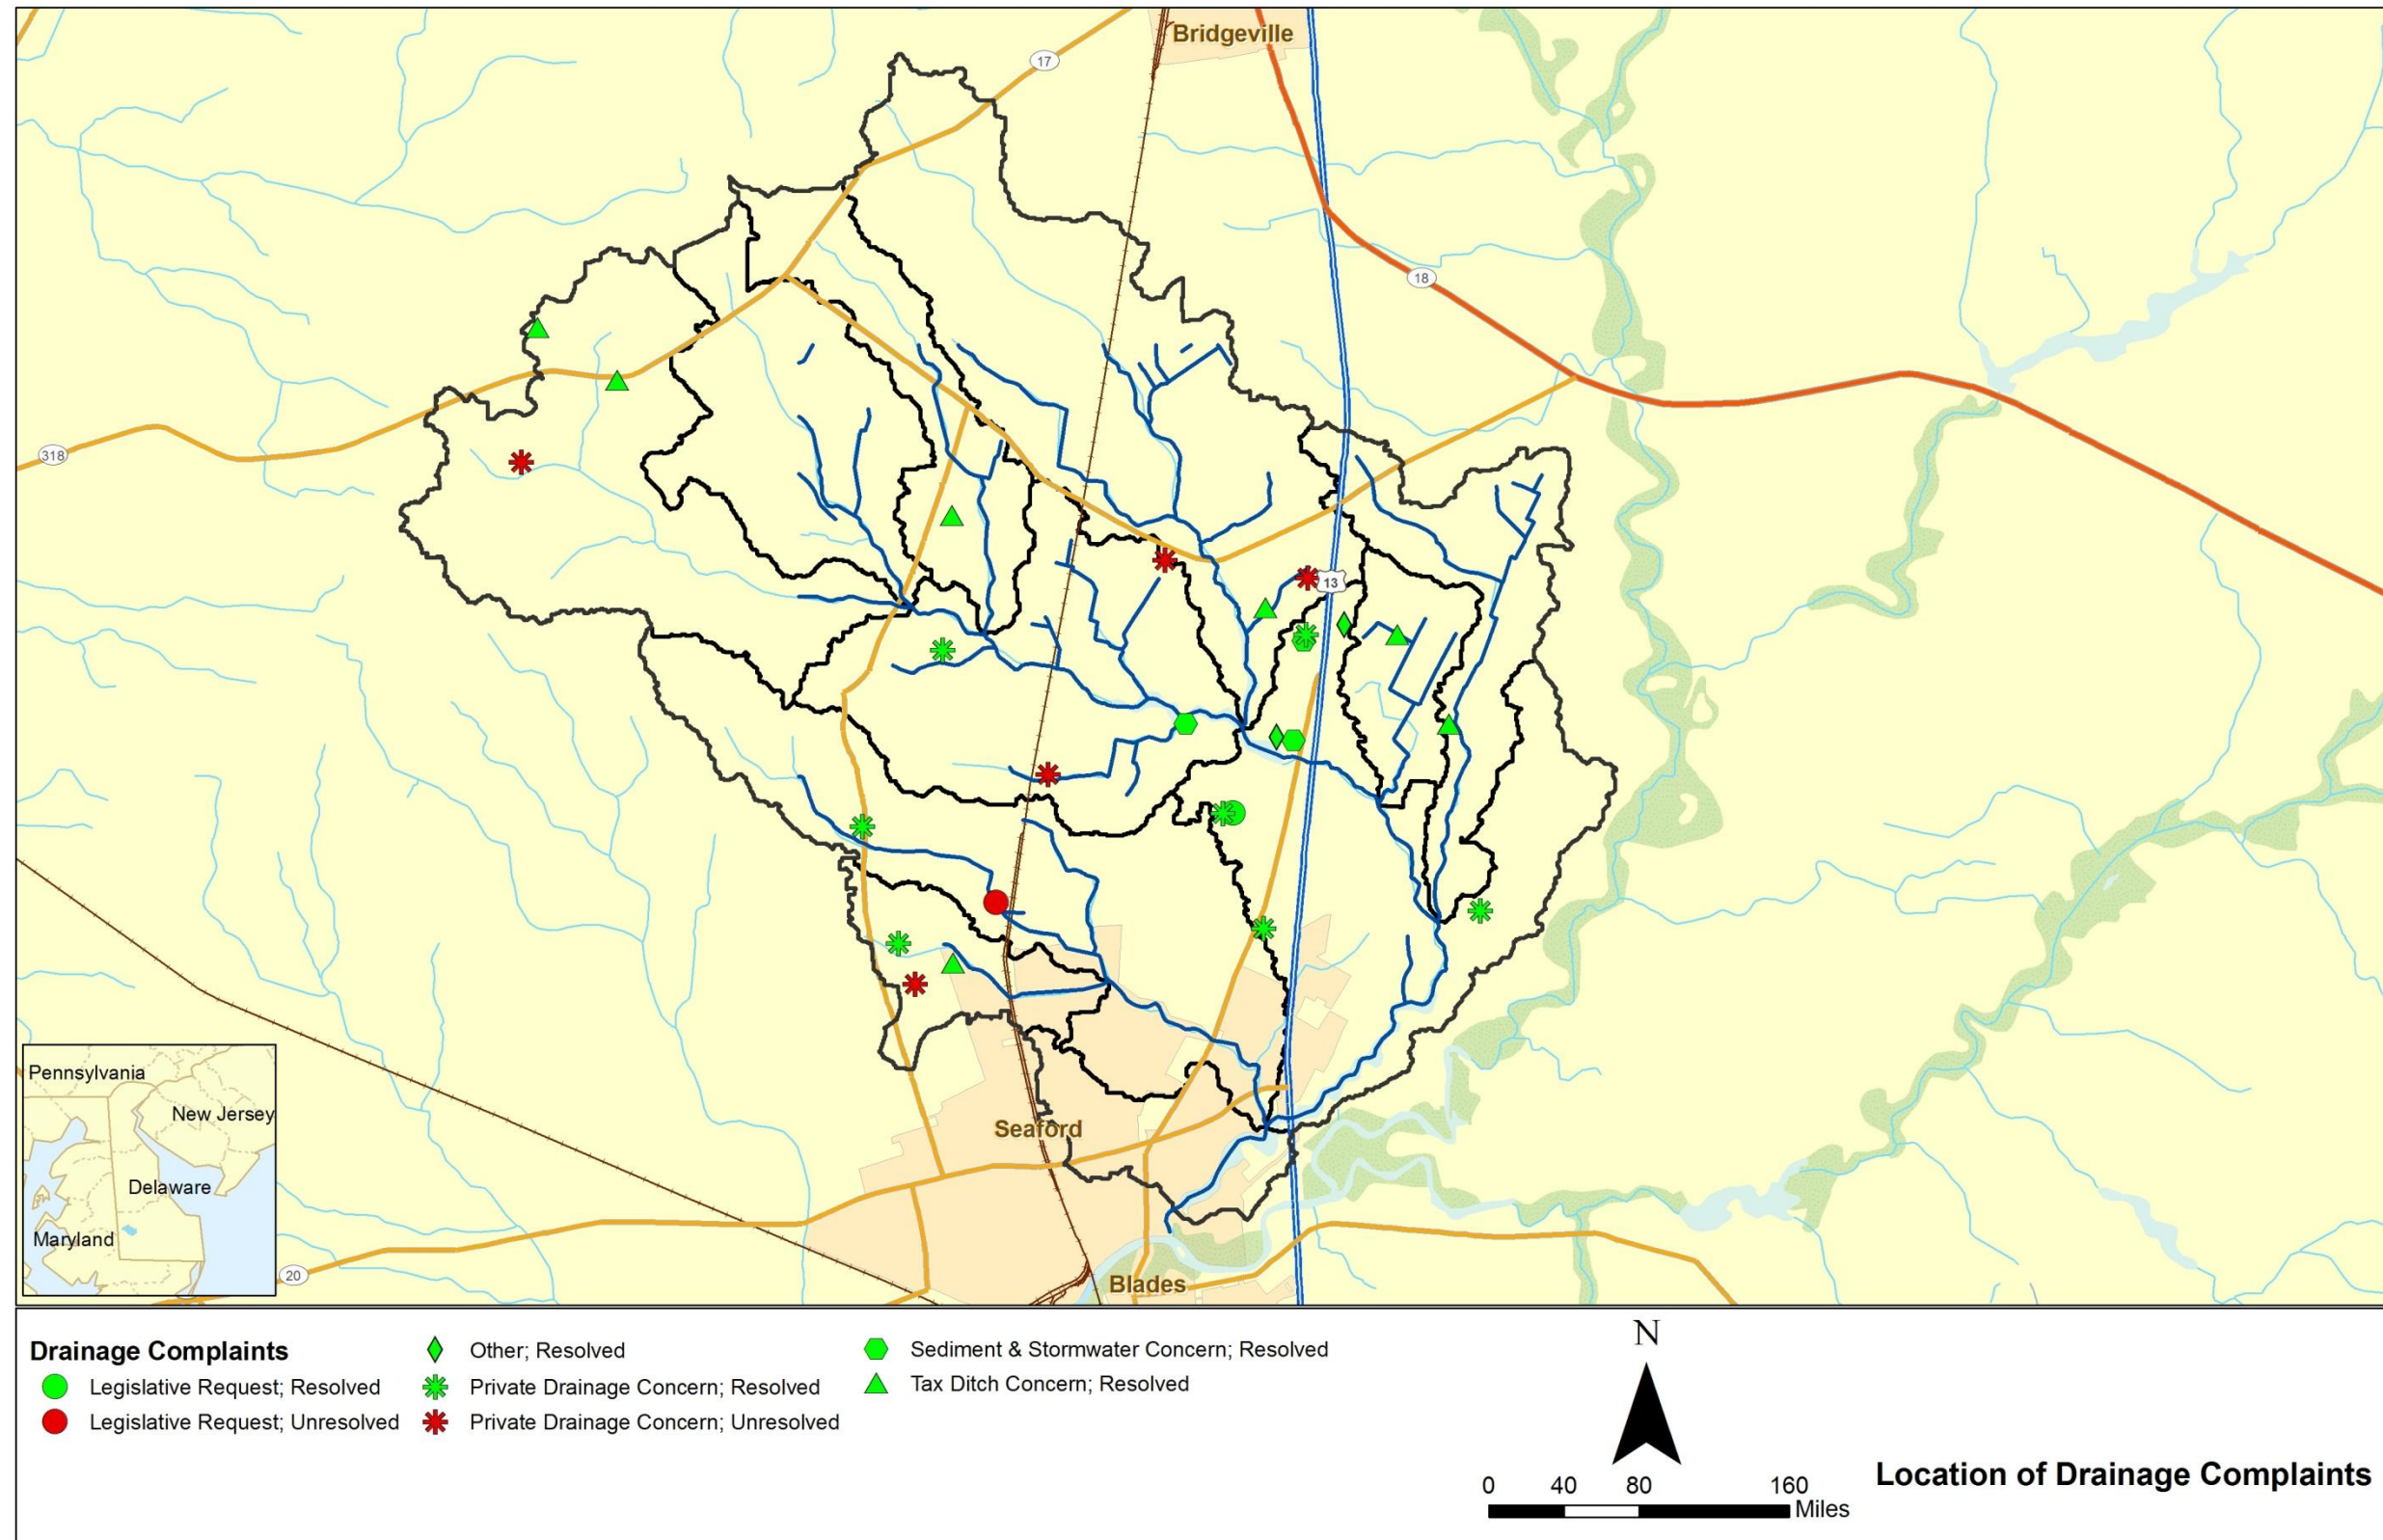 Bridgeville
17
18
318
13
Pennsylvania
New Jersey
Delaware
Maryland
Seaford
20
Blades
Drainage Complaints
Legislative Request; Resolved
Legislative Request; Unresolved
Other; Resolved
Private Drainage Concern; Resolved
Private Drainage Concern; Unresolved
Sediment & Stormwater Concern; Resolved
Tax Ditch Concern; Resolved
N
0 40 80 160
Miles
Location of Drainage Complaints